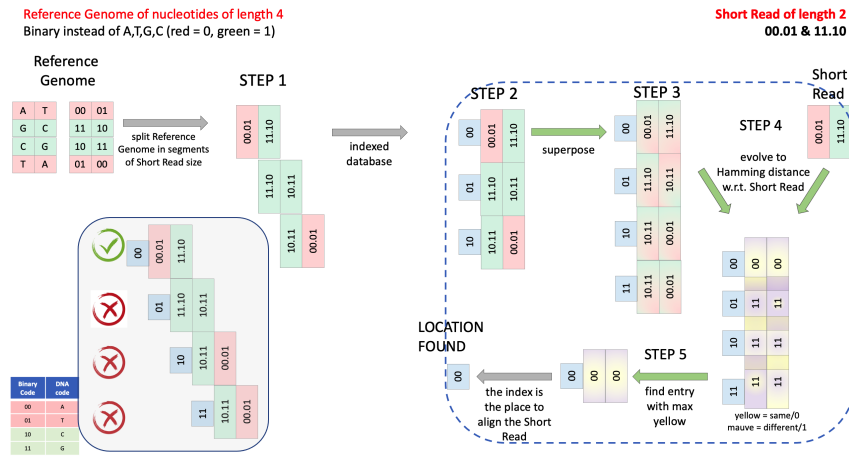 Reference Genome of nucleotides of length 4
Binary instead of A,T,G,C (red = 0, green = 1)
Short Read of length 2
00.01 & 11.10
Reference
Genome
A T 00 01
G C 11 10
C G 10 11
T A 01 00
split Reference
Genome in segments
of Short Read size
STEP 1
00.01 11.10
11.10 10.11
10.11 00.01
indexed
database
STEP 2
00 00.01 11.10
01 11.10 10.11
10 10.11 00.01
superpose
STEP 3
00 00.01 11.10
01 11.10 10.11
10 10.11 00.01
11 10.11 00.01
STEP 4
evolve to
Hamming distance
w.r.t. Short Read
Short
Read
00.01 11.10
00 00 00
01 11 11
10 11 11
11 11 11
yellow = same/0
mauve = different/1
STEP 5
find entry
with max
yellow
00 00 00
the index is
the place to
align the Short
Read
LOCATION
FOUND
00
00 00.01 11.10
01 11.10 10.11
10 10.11 00.01
11 10.11 00.01
Binary
Code
DNA
code
00 A
01 T
10 C
11 G